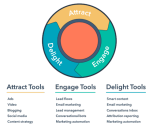 Attract
Engage
Delight
Attract Tools
Ads
Video
Blogging
Social media
Content strategy
Engage Tools
Lead flows
Email marketing
Lead management
Conversational bots
Marketing automation
Delight Tools
Smart content
Email marketing
Conversations inbox
Attribution reporting
Marketing automation